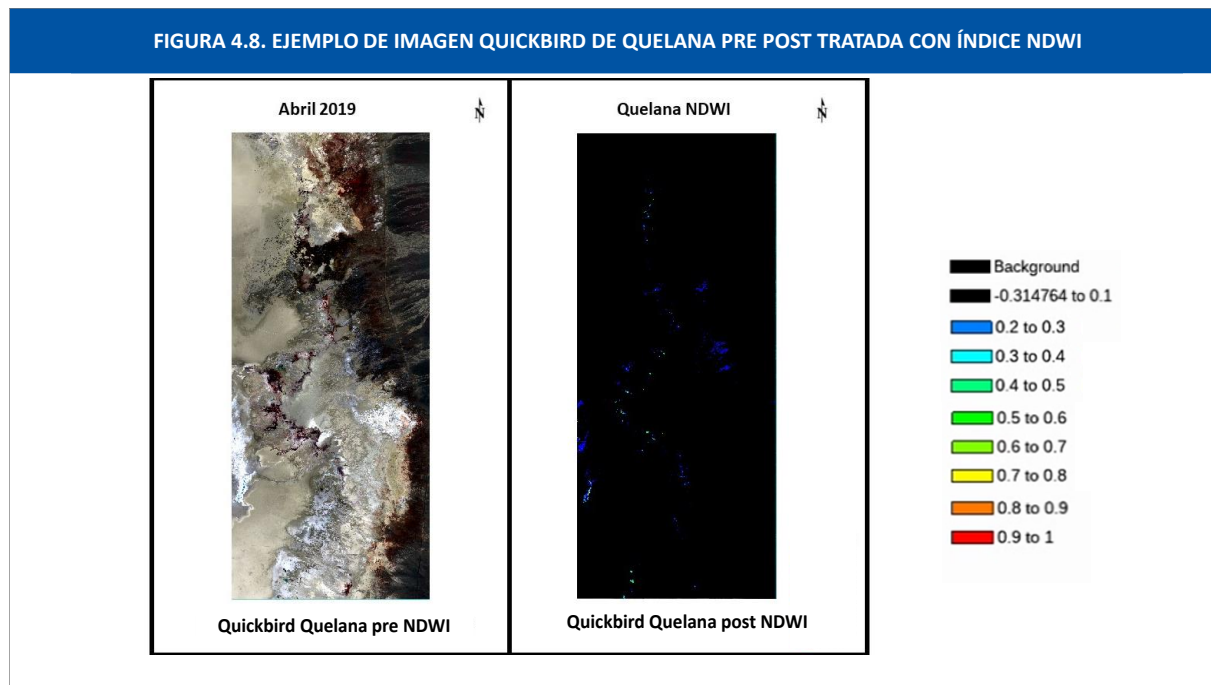 FIGURA 4.8. EJEMPLO DE IMAGEN QUICKBIRD DE QUELANA PRE POST TRATADA CON ÍNDICE NDWI
Abril 2019
N
Quickbird Quelana pre NDWI
Quelana NDWI
N
Quickbird Quelana post NDWI
Background
-0.314764 to 0.1
0.2 to 0.3
0.3 to 0.4
0.4 to 0.5
0.5 to 0.6
0.6 to 0.7
0.7 to 0.8
0.8 to 0.9
0.9 to 1